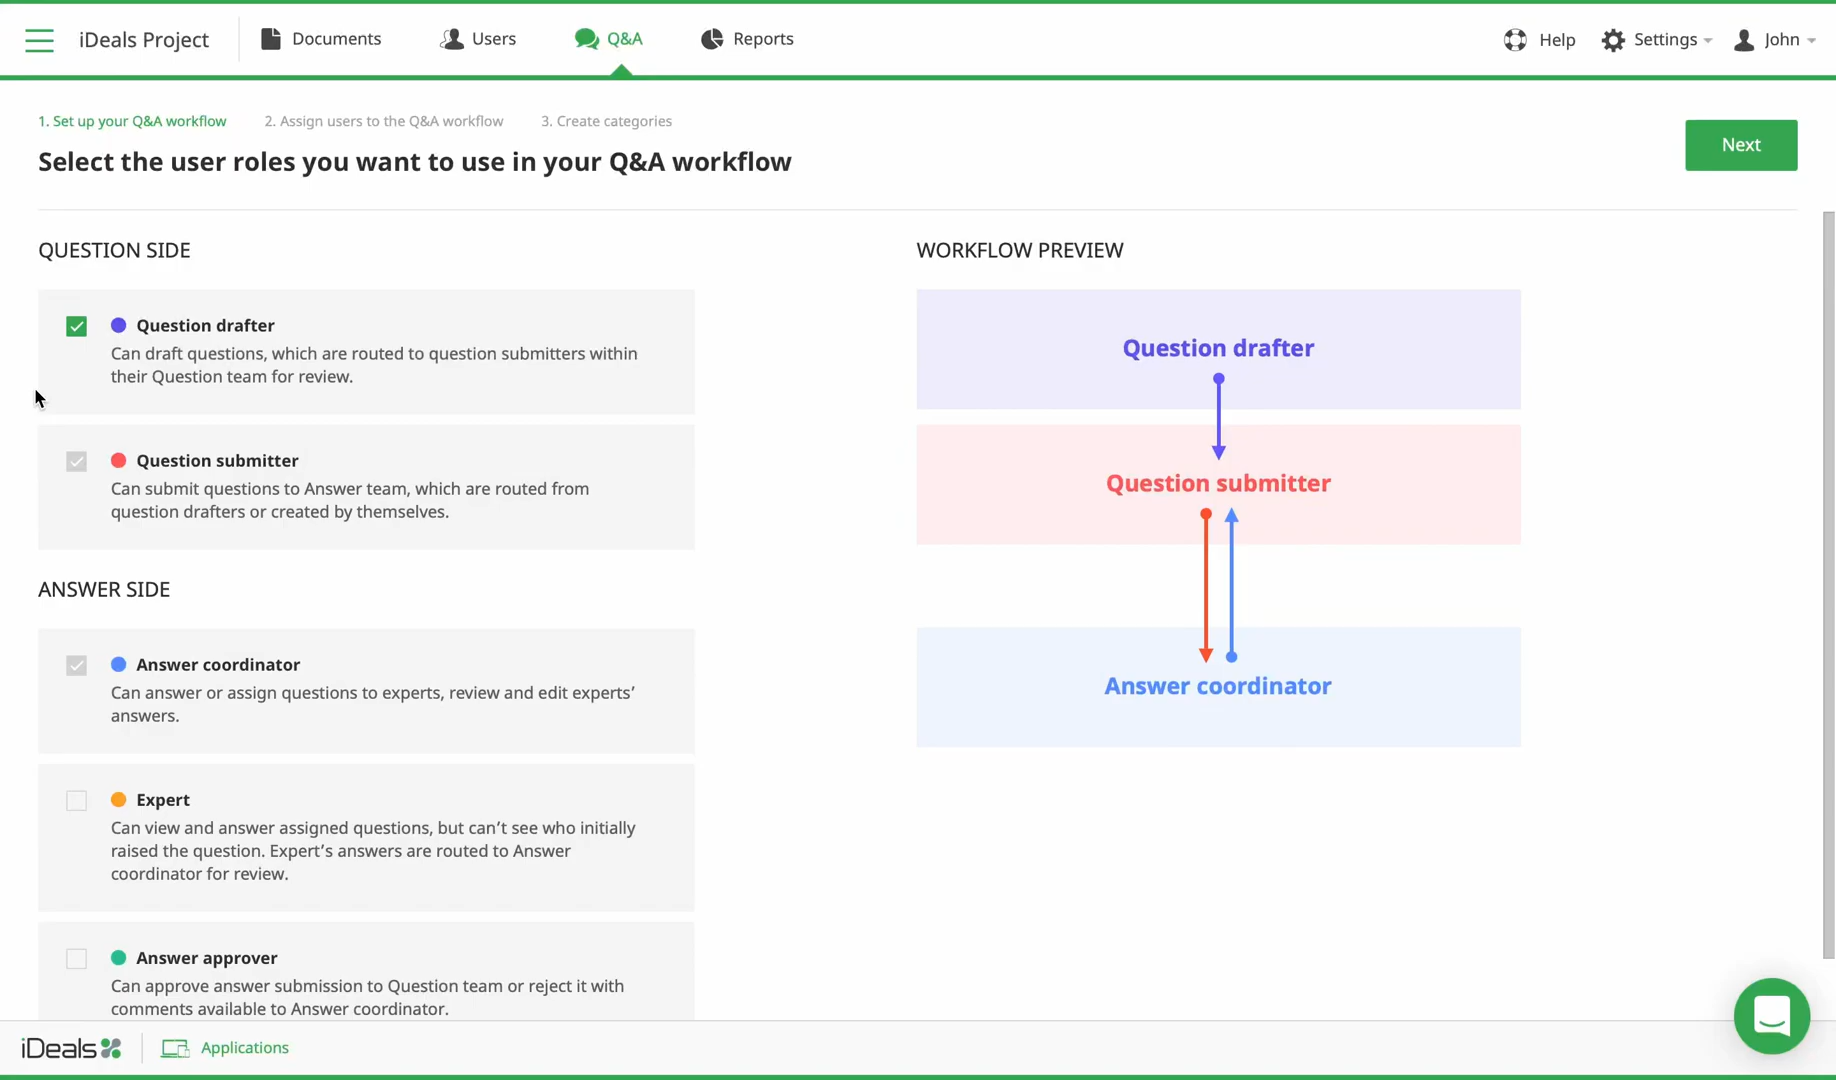 iDeals Project
Documents
Users
Q&A
Reports
Help
Settings
John
1. Set up your Q&A workflow
2. Assign users to the Q&A workflow
3. Create categories
Select the user roles you want to use in your Q&A workflow
Next
QUESTION SIDE
Question drafter
Can draft questions, which are routed to question submitters within
their Question team for review.
Question submitter
Can submit questions to Answer team, which are routed from
question drafters or created by themselves.
ANSWER SIDE
Answer coordinator
Can answer or assign questions to experts, review and edit experts’
answers.
Expert
Can view and answer assigned questions, but can’t see who initially
raised the question. Expert’s answers are routed to Answer
coordinator for review.
Answer approver
Can approve answer submission to Question team or reject it with
comments available to Answer coordinator.
WORKFLOW PREVIEW
Question drafter
Question submitter
Answer coordinator
iDeals
Applications